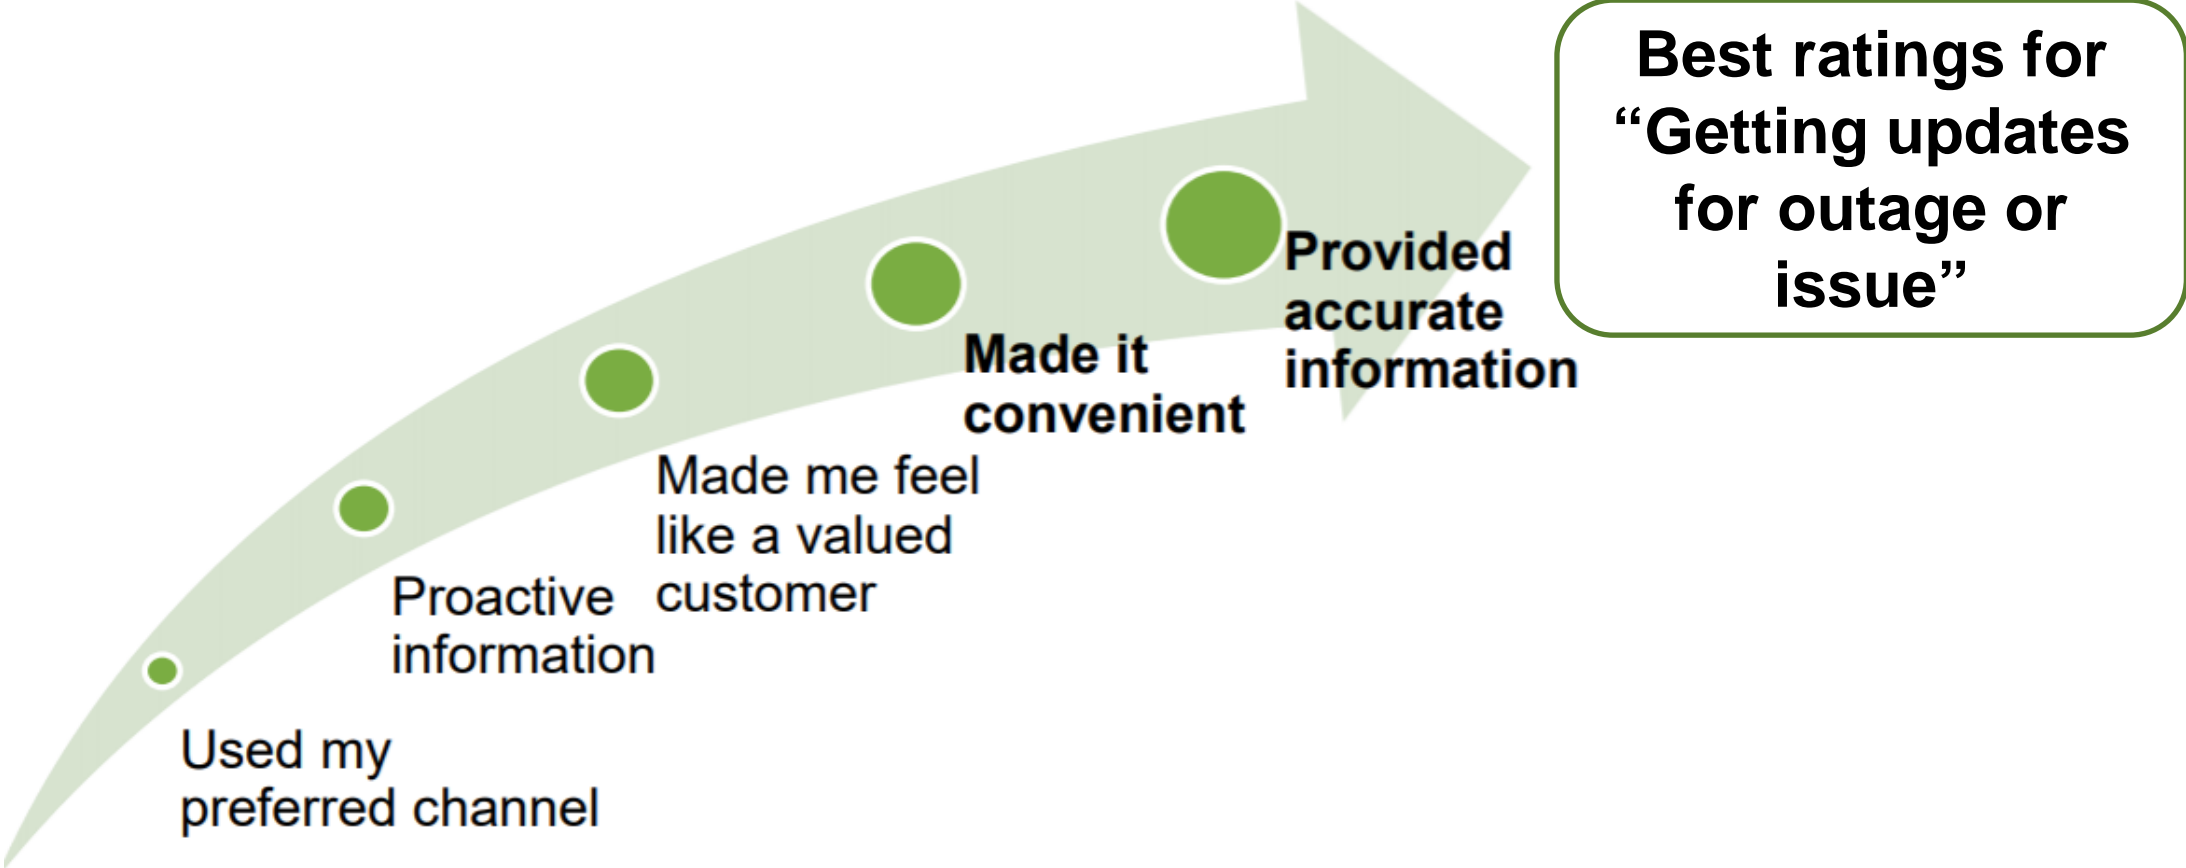 Best ratings for
“Getting updates
for outage or
issue”
Provided
accurate
information
Made it
convenient
Made me feel
like a valued
customer
Proactive
information
Used my
preferred channel